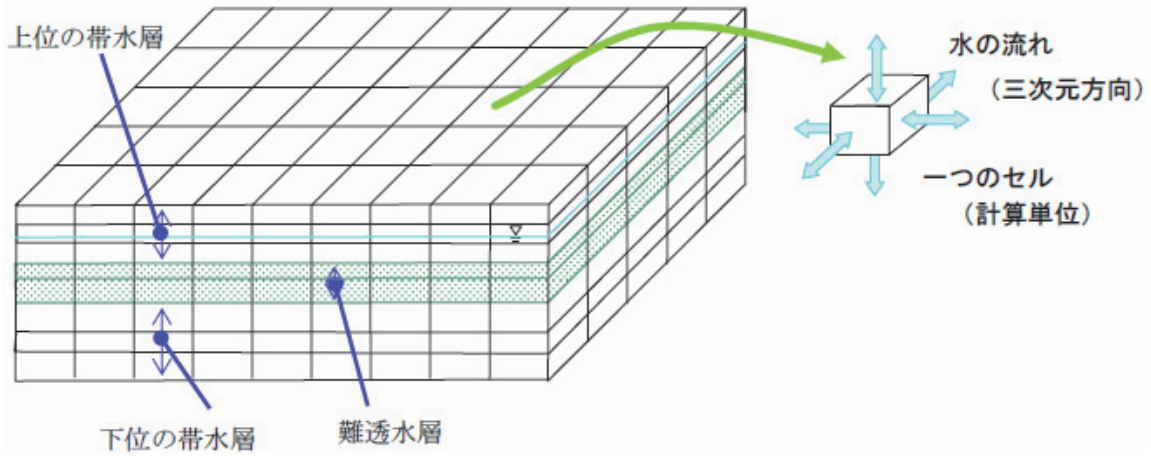 上位の帯水層
水の流れ
（三次元方向）
一つのセル
（計算単位）
下位の帯水層
難透水層